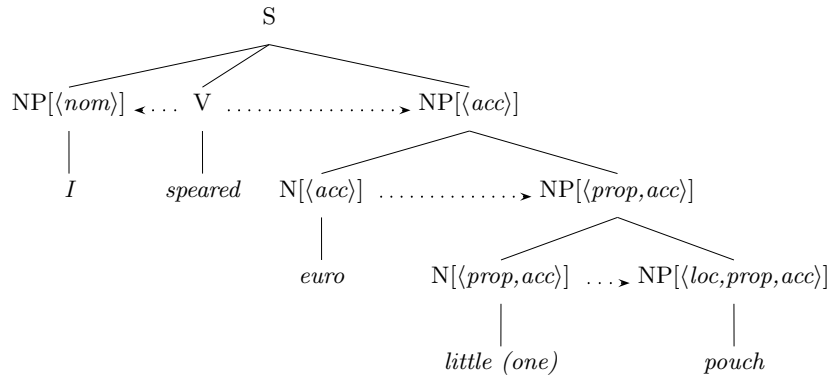 S
NP[⟨nom⟩] V NP[⟨acc⟩]
I speared N[⟨acc⟩] NP[⟨prop,acc⟩]
euro N[⟨prop,acc⟩] NP[⟨loc,prop,acc⟩]
little (one) pouch